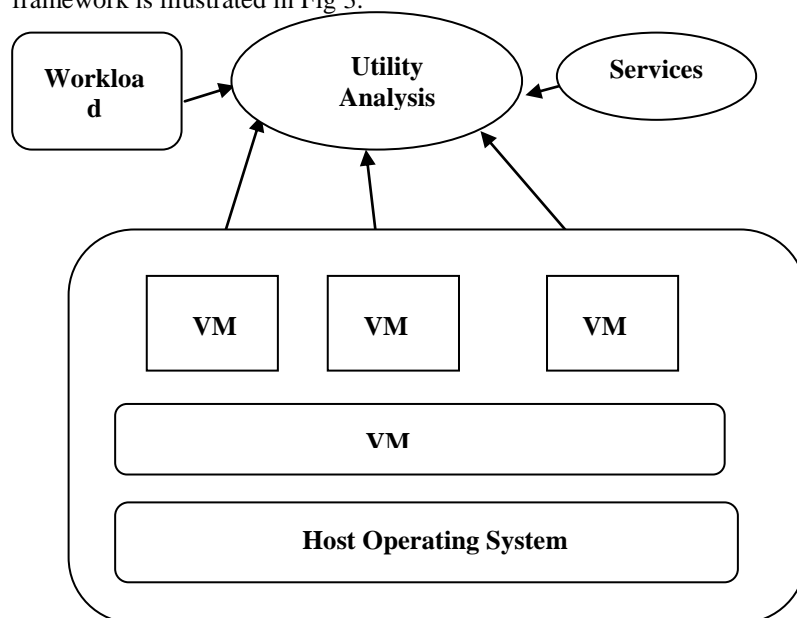 framework is illustrated in Fig 3.
Workloa
d
Utility
Analysis
Services
VM
VM
VM
VM
Host Operating System